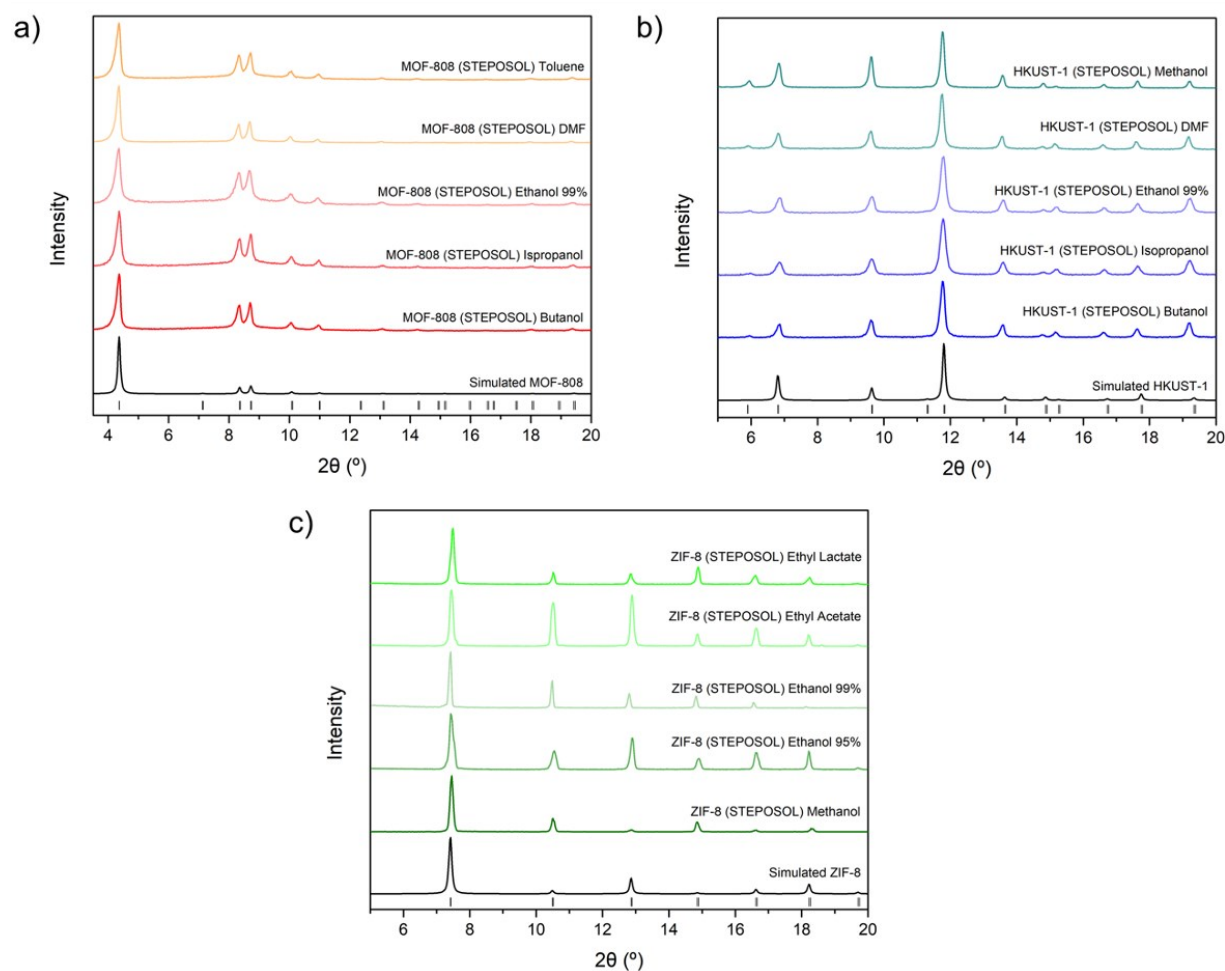 a)
Intensity
MOF-808 (STEPOSOL) Toluene
MOF-808 (STEPOSOL) DMF
MOF-808 (STEPOSOL) Ethanol 99%
MOF-808 (STEPOSOL) Ispropanol
MOF-808 (STEPOSOL) Butanol
Simulated MOF-808
4 6 8 10 12 14 16 18 20
2θ (º)
b)
Intensity
HKUST-1 (STEPOSOL) Methanol
HKUST-1 (STEPOSOL) DMF
HKUST-1 (STEPOSOL) Ethanol 99%
HKUST-1 (STEPOSOL) Isopropanol
HKUST-1 (STEPOSOL) Butanol
Simulated HKUST-1
6 8 10 12 14 16 18 20
2θ (º)
c)
Intensity
ZIF-8 (STEPOSOL) Ethyl Lactate
ZIF-8 (STEPOSOL) Ethyl Acetate
ZIF-8 (STEPOSOL) Ethanol 99%
ZIF-8 (STEPOSOL) Ethanol 95%
ZIF-8 (STEPOSOL) Methanol
Simulated ZIF-8
6 8 10 12 14 16 18 20
2θ (º)